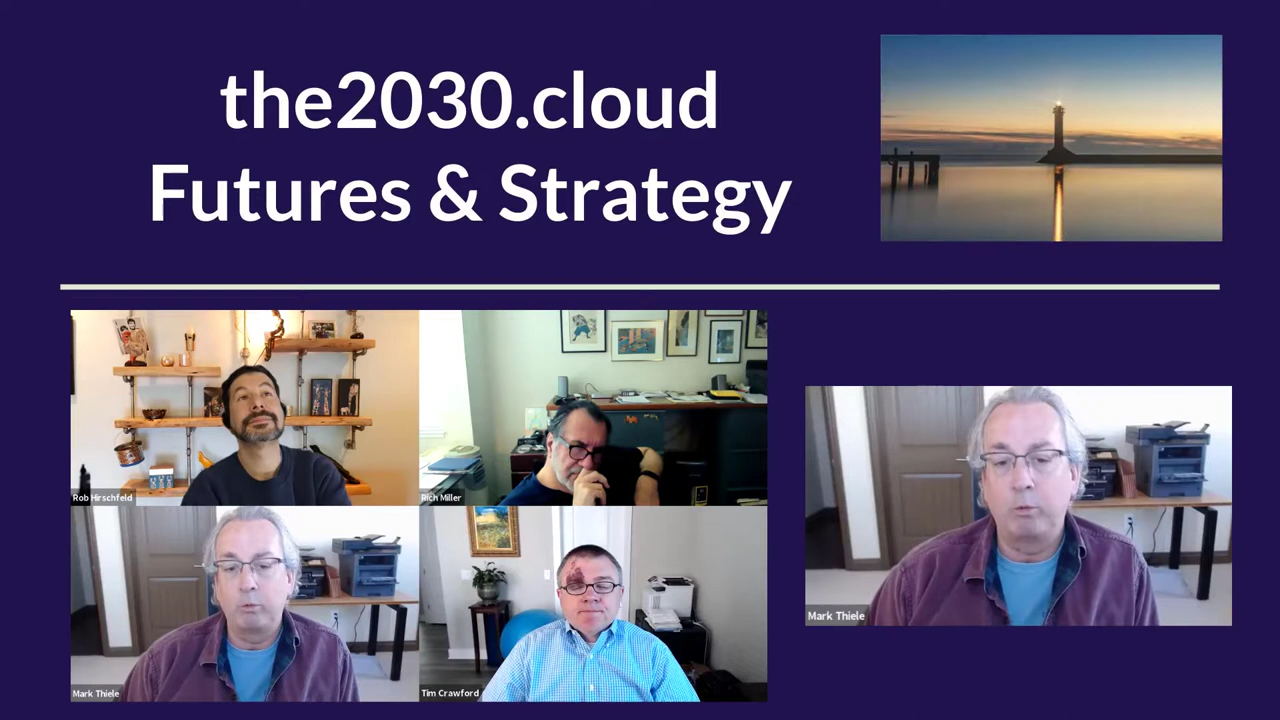 the2030.cloud
Futures & Strategy
Rob Hirschfeld
Rich Miller
Mark Thiele
Tim Crawford
Mark Thiele